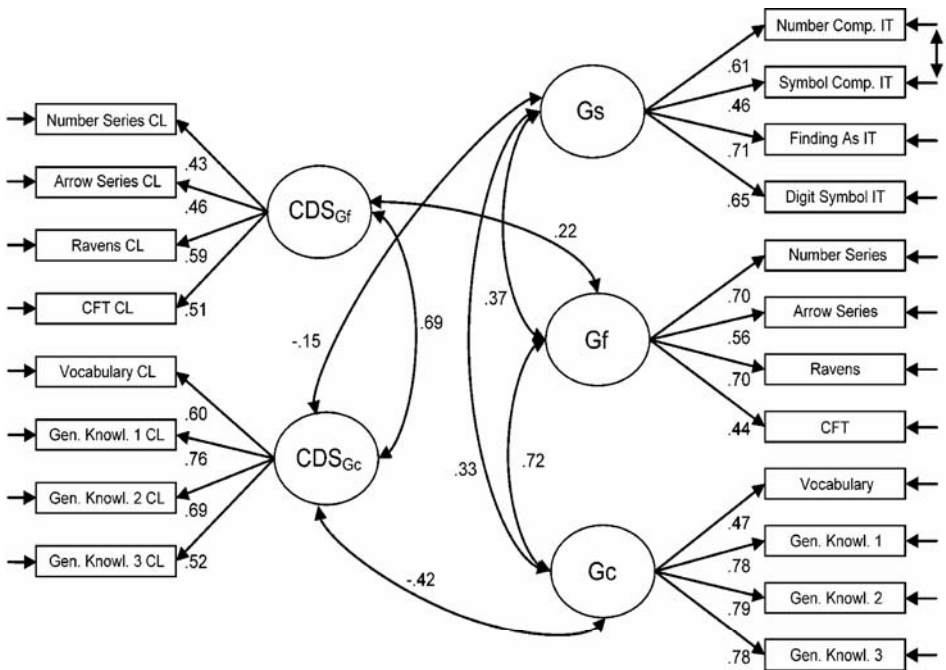 Number Comp. IT
.61
Symbol Comp. IT
.46
Finding As IT
.71
Digit Symbol IT
.65
Gs
Number Series CL
.43
Arrow Series CL
.46
Ravens CL
.59
CFT CL
.51
CDSGf
.22
.37
.69
-.15
Number Series
.70
Arrow Series
.56
Ravens
.70
CFT
.44
Gf
Vocabulary CL
.60
Gen. Knowl. 1 CL
.76
Gen. Knowl. 2 CL
.69
Gen. Knowl. 3 CL
.52
CDSGc
.33
.72
-.42
Vocabulary
.47
Gen. Knowl. 1
.78
Gen. Knowl. 2
.79
Gen. Knowl. 3
.78
Gc